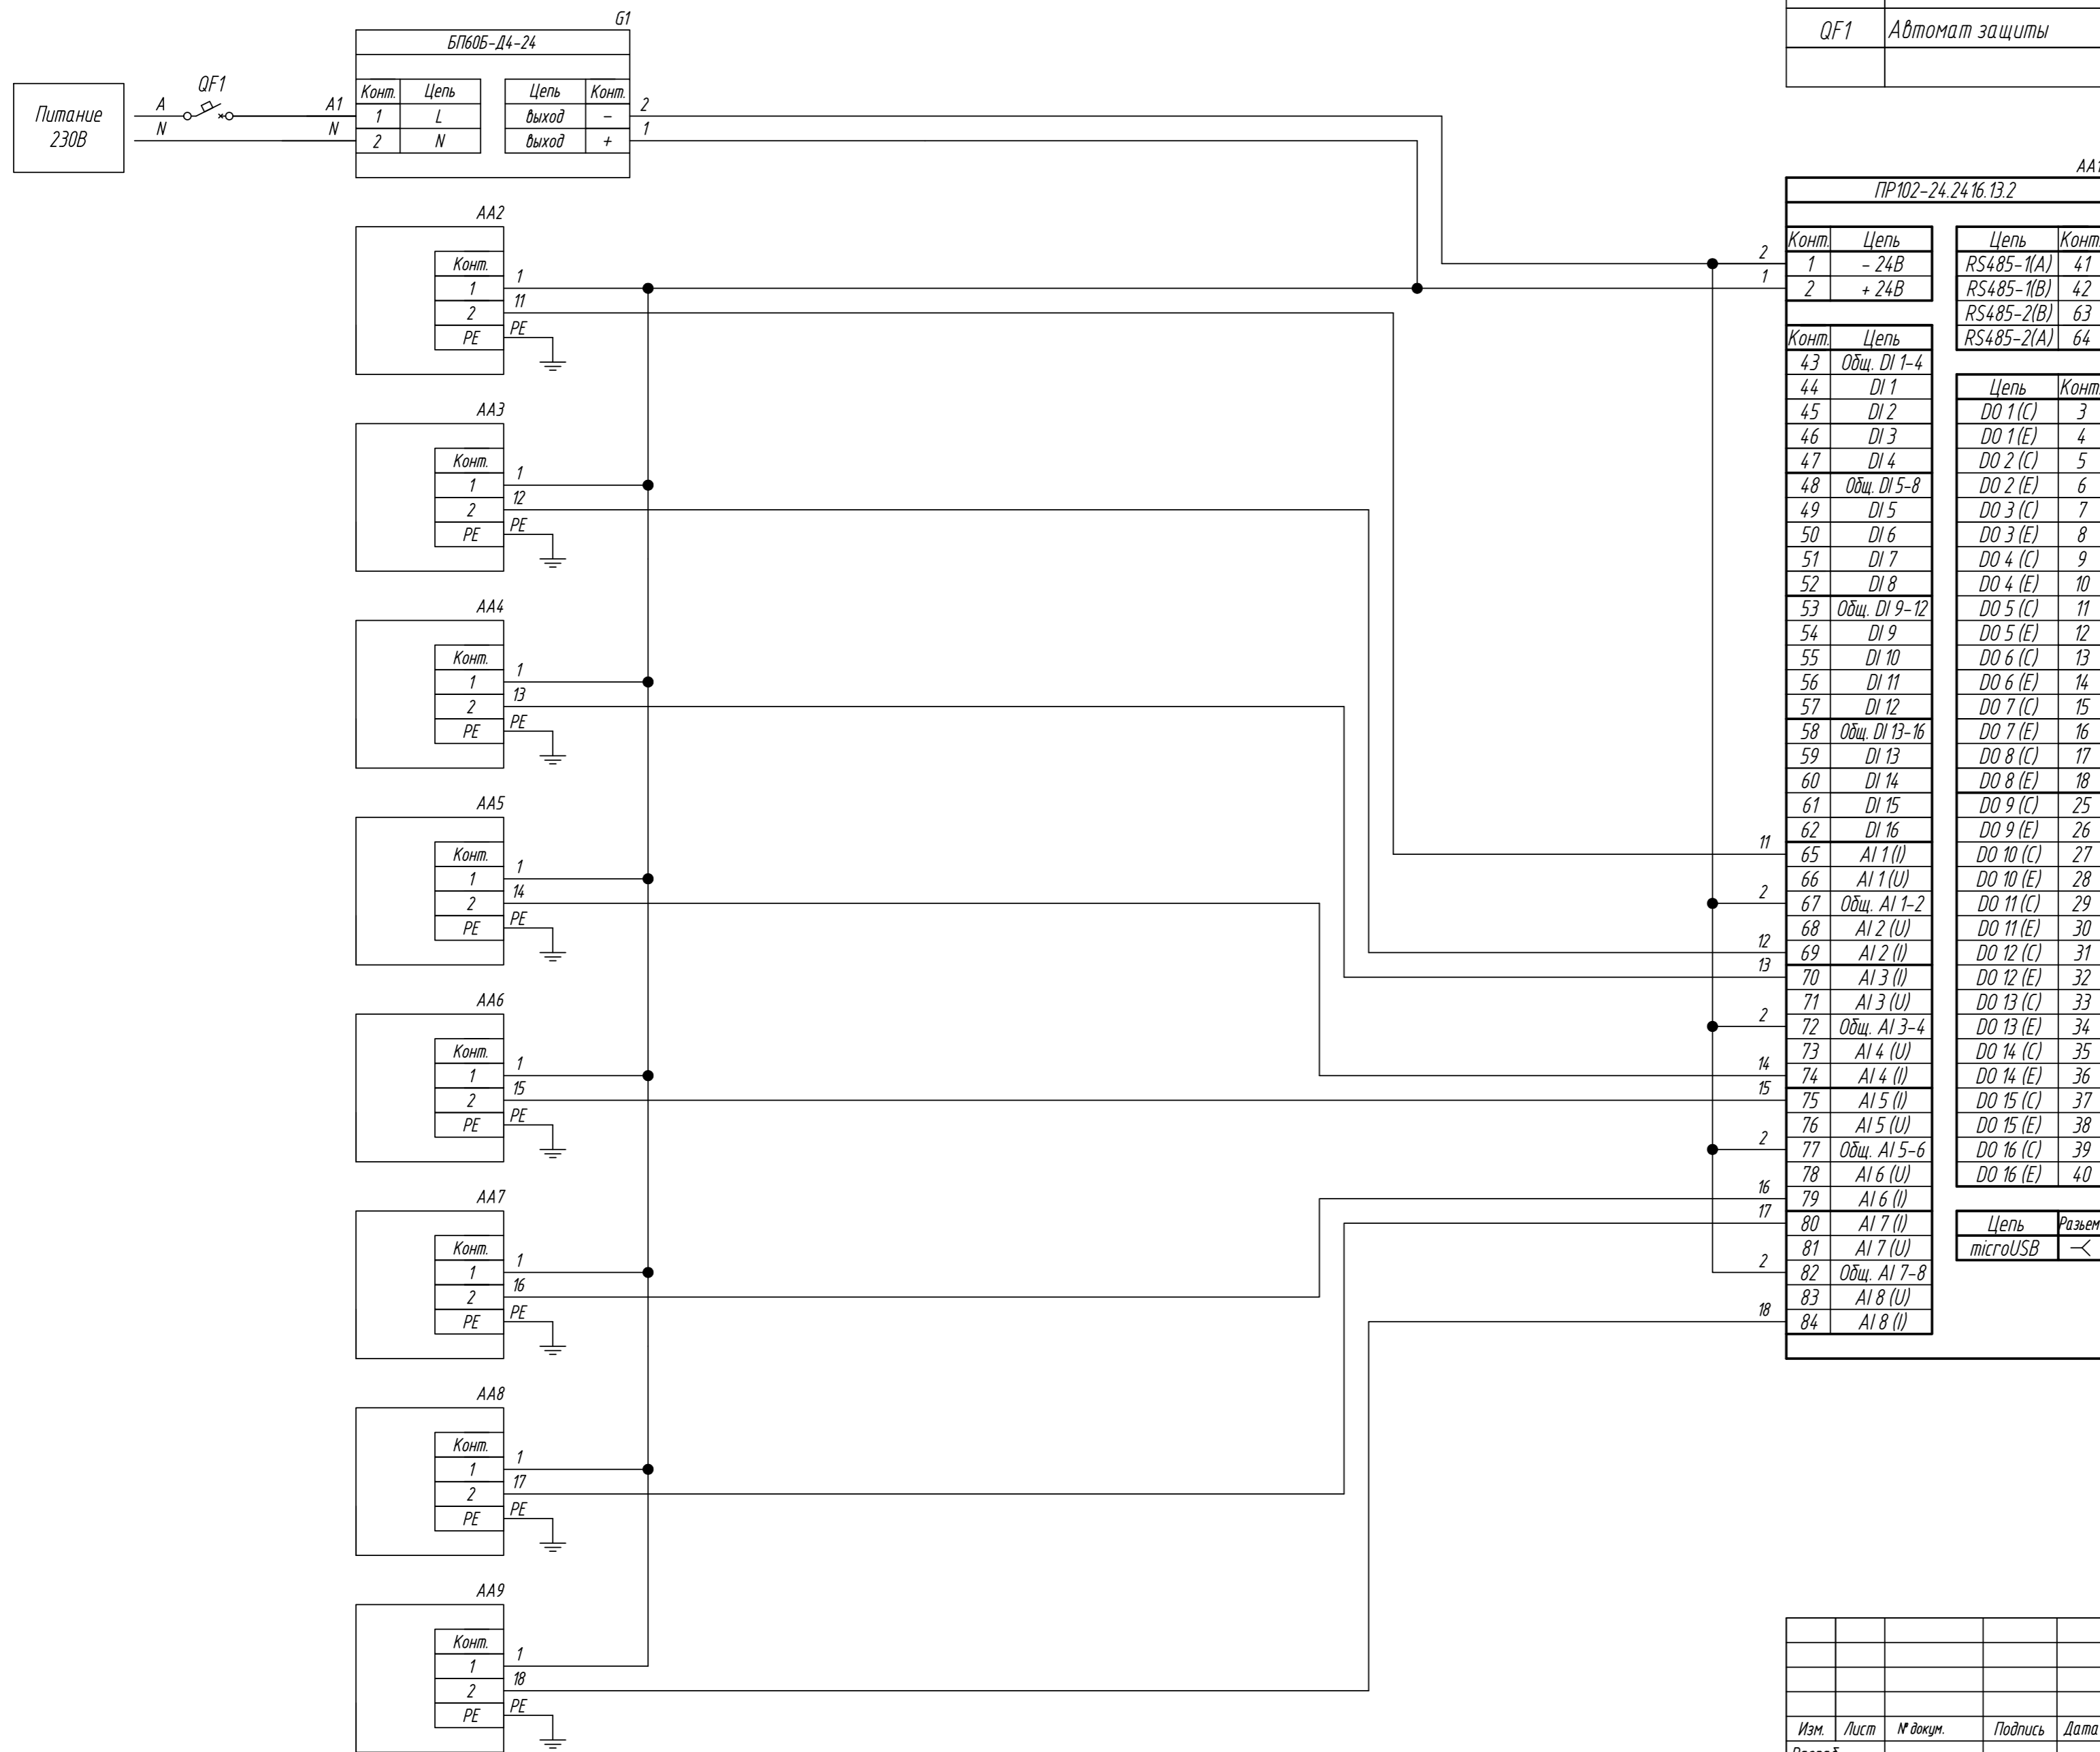 QF1 Автомат защиты
G1
БП60Б-Д4-24
Конт. Цепь Цепь Конт.
1 L выход –
2 N выход +
Питание
230В
A QF1 A1
N N
2
1
AA2
Конт.
1
2
PE
1
11
PE
AA3
Конт.
1
2
PE
1
12
PE
AA4
Конт.
1
2
PE
1
13
PE
AA5
Конт.
1
2
PE
1
14
PE
AA6
Конт.
1
2
PE
1
15
PE
AA7
Конт.
1
2
PE
1
16
PE
AA8
Конт.
1
2
PE
1
17
PE
AA9
Конт.
1
2
PE
1
18
PE
AA1
ПР102-24.2416.13.2
Конт. Цепь
1 - 24В
2 + 24В
Конт. Цепь
43 Общ. DI 1-4
44 DI 1
45 DI 2
46 DI 3
47 DI 4
48 Общ. DI 5-8
49 DI 5
50 DI 6
51 DI 7
52 DI 8
53 Общ. DI 9-12
54 DI 9
55 DI 10
56 DI 11
57 DI 12
58 Общ. DI 13-16
59 DI 13
60 DI 14
61 DI 15
62 DI 16
65 AI 1 (I)
66 AI 1 (U)
67 Общ. AI 1-2
68 AI 2 (U)
69 AI 2 (I)
70 AI 3 (I)
71 AI 3 (U)
72 Общ. AI 3-4
73 AI 4 (U)
74 AI 4 (I)
75 AI 5 (I)
76 AI 5 (U)
77 Общ. AI 5-6
78 AI 6 (U)
79 AI 6 (I)
80 AI 7 (I)
81 AI 7 (U)
82 Общ. AI 7-8
83 AI 8 (U)
84 AI 8 (I)
2
1
11
2
12
13
2
14
15
2
16
17
2
18
Цепь Конт.
RS485-1(A) 41
RS485-1(B) 42
RS485-2(B) 63
RS485-2(A) 64
Цепь Конт.
DO 1 (C) 3
DO 1 (E) 4
DO 2 (C) 5
DO 2 (E) 6
DO 3 (C) 7
DO 3 (E) 8
DO 4 (C) 9
DO 4 (E) 10
DO 5 (C) 11
DO 5 (E) 12
DO 6 (C) 13
DO 6 (E) 14
DO 7 (C) 15
DO 7 (E) 16
DO 8 (C) 17
DO 8 (E) 18
DO 9 (C) 25
DO 9 (E) 26
DO 10 (C) 27
DO 10 (E) 28
DO 11 (C) 29
DO 11 (E) 30
DO 12 (C) 31
DO 12 (E) 32
DO 13 (C) 33
DO 13 (E) 34
DO 14 (C) 35
DO 14 (E) 36
DO 15 (C) 37
DO 15 (E) 38
DO 16 (C) 39
DO 16 (E) 40
Цепь Разъем
microUSB
Изм. Лист № докум. Подпись Дата